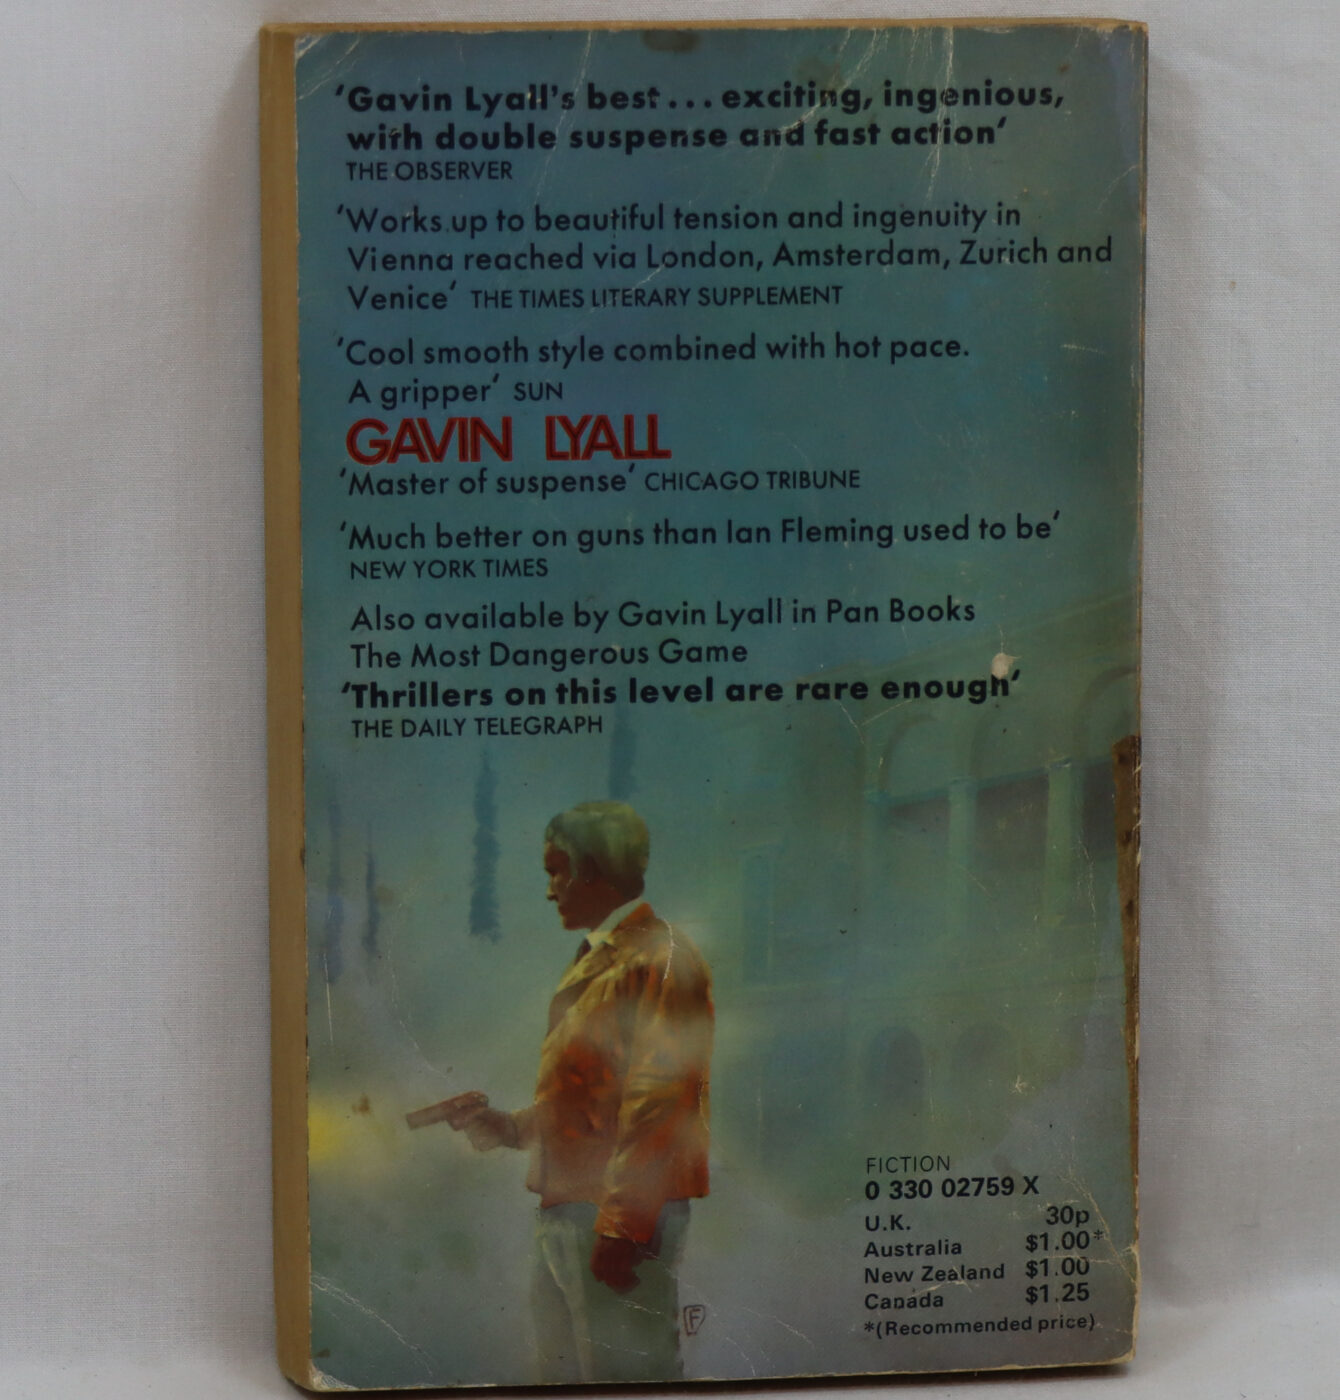 'Gavin Lyall's best... exciting, ingenious,
with double suspense and fast action'
THE OBSERVER
'Works up to beautiful tension and ingenuity in
Vienna reached via London, Amsterdam, Zurich and
Venice' THE TIMES LITERARY SUPPLEMENT
'Cool smooth style combined with hot pace.
A gripper' SUN
GAVIN LYALL
'Master of suspense' CHICAGO TRIBUNE
'Much better on guns than Ian Fleming used to be'
NEW YORK TIMES
Also available by Gavin Lyall in Pan Books
The Most Dangerous Game
'Thrillers on this level are rare enough'
THE DAILY TELEGRAPH
FICTION
0 330 02759 X
U.K. 30p
Australia $1.00*
New Zealand $1.00
Canada $1.25
*(Recommended price)
F